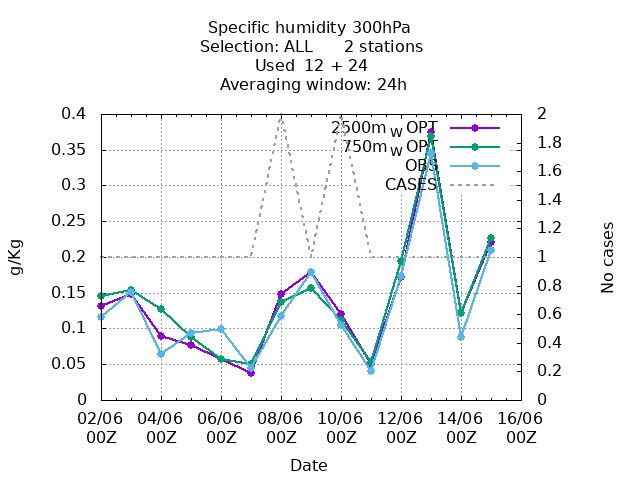 Specific humidity 300hPa
Selection: ALL 2 stations
Used 12 + 24
Averaging window: 24h
0.4 2
2500m W OPT
0.35 750m W OPT 1.8
OBS 1.6
0.3 CASES 1.4
0.25 1.2
0.2 1
0.15 0.8
0.1 0.6
0.4
0.05 0.2
0 0
g/Kg
No cases
02/06 04/06 06/06 08/06 10/06 12/06 14/06 16/06
00Z 00Z 00Z 00Z 00Z 00Z 00Z 00Z
Date